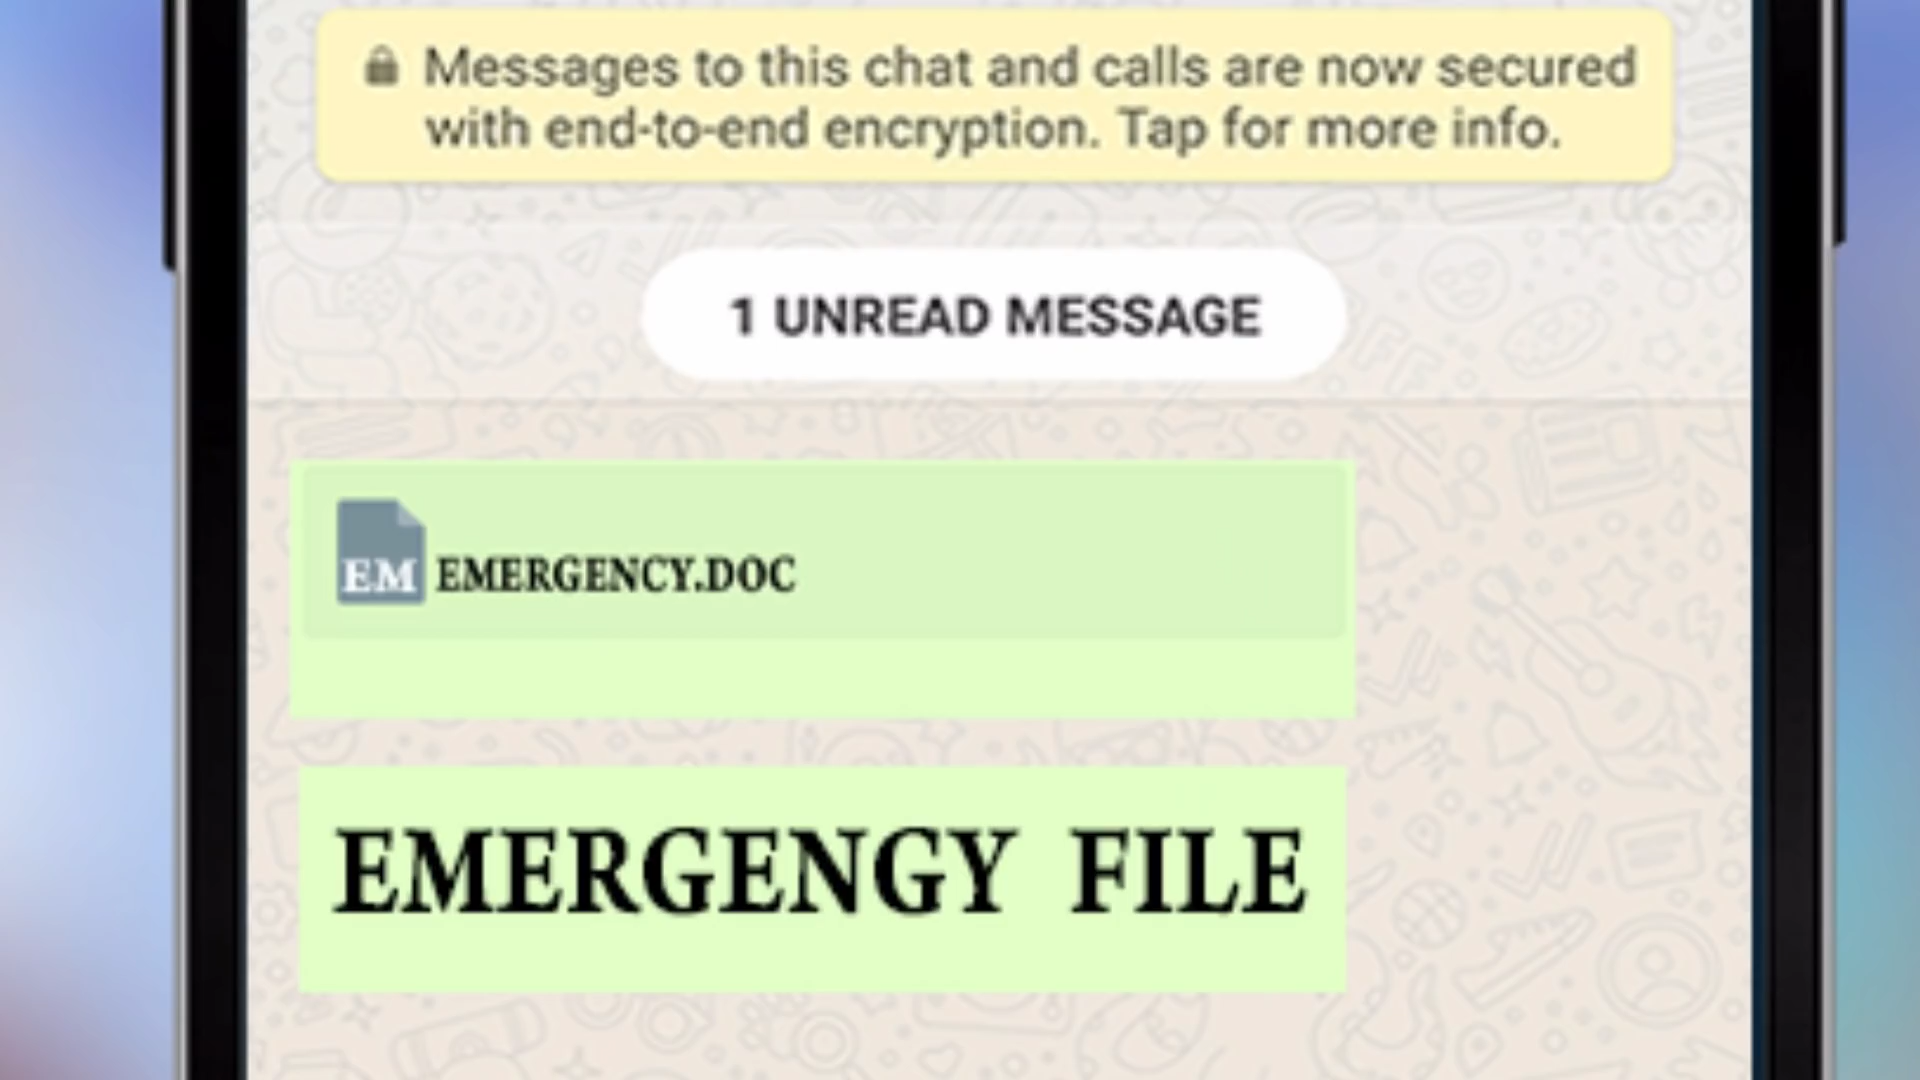 Messages to this chat and calls are now secured
with end-to-end encryption. Tap for more info.
1 UNREAD MESSAGE
EM EMERGENCY.DOC
EMERGENGY FILE